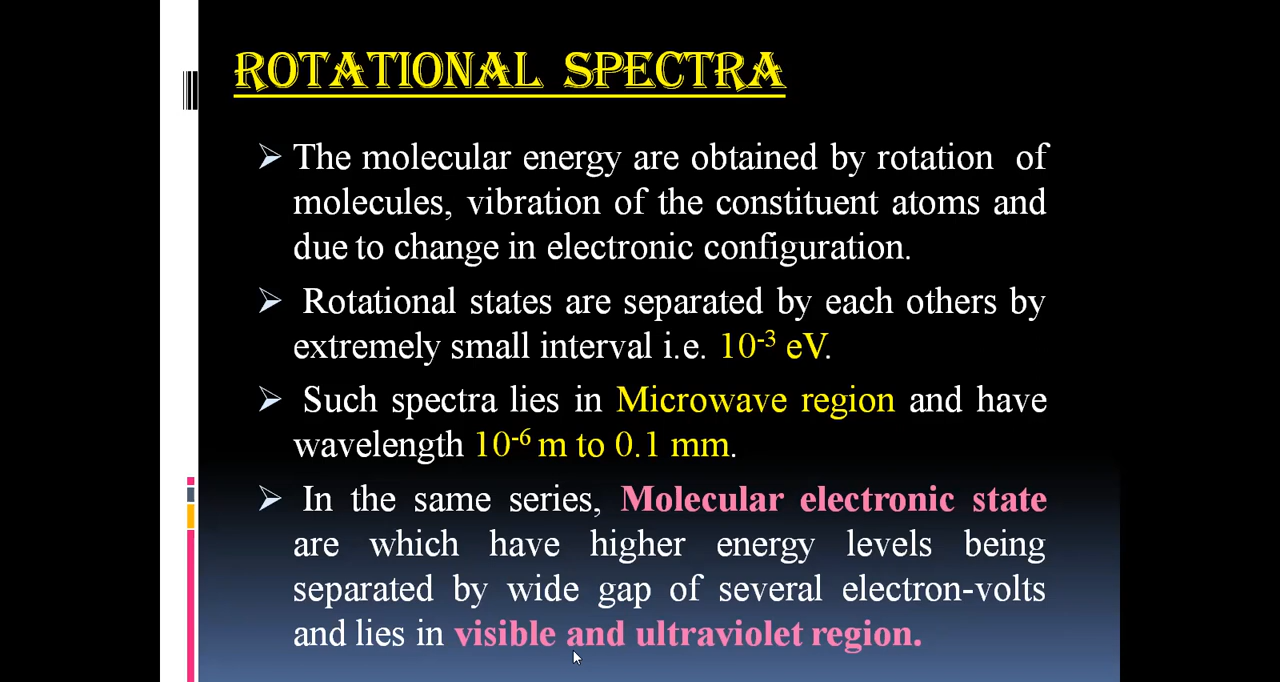 ROTATIONAL SPECTRA
➢ The molecular energy are obtained by rotation of
molecules, vibration of the constituent atoms and
due to change in electronic configuration.
➢ Rotational states are separated by each others by
extremely small interval i.e. 10⁻³ eV.
➢ Such spectra lies in Microwave region and have
wavelength 10⁻⁶ m to 0.1 mm.
➢ In the same series, Molecular electronic state
are which have higher energy levels being
separated by wide gap of several electron-volts
and lies in visible and ultraviolet region.